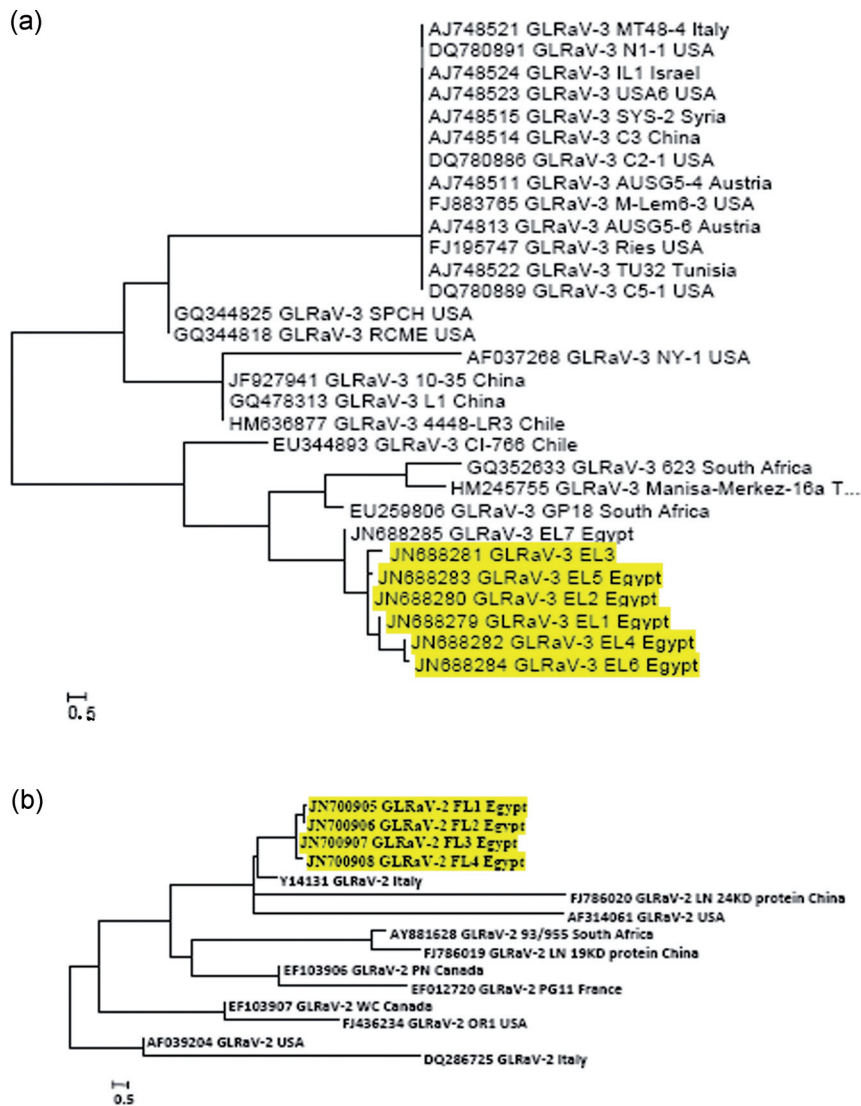 (a)
AJ748521 GLRaV-3 MT48-4 Italy
DQ780891 GLRaV-3 N1-1 USA
AJ748524 GLRaV-3 IL1 Israel
AJ748523 GLRaV-3 USA6 USA
AJ748515 GLRaV-3 SYS-2 Syria
AJ748514 GLRaV-3 C3 China
DQ780886 GLRaV-3 C2-1 USA
AJ748511 GLRaV-3 AUSG5-4 Austria
FJ883765 GLRaV-3 M-Lem6-3 USA
AJ74813 GLRaV-3 AUSG5-6 Austria
FJ195747 GLRaV-3 Ries USA
AJ748522 GLRaV-3 TU32 Tunisia
DQ780889 GLRaV-3 C5-1 USA
GQ344825 GLRaV-3 SPCH USA
GQ344818 GLRaV-3 RCME USA
AF037268 GLRaV-3 NY-1 USA
JF927941 GLRaV-3 10-35 China
GQ478313 GLRaV-3 L1 China
HM636877 GLRaV-3 4448-LR3 Chile
EU344893 GLRaV-3 CI-766 Chile
GQ352633 GLRaV-3 623 South Africa
HM245755 GLRaV-3 Manisa-Merkez-16a T...
EU259806 GLRaV-3 GP18 South Africa
JN688285 GLRaV-3 EL7 Egypt
JN688281 GLRaV-3 EL3
JN688283 GLRaV-3 EL5 Egypt
JN688280 GLRaV-3 EL2 Egypt
JN688279 GLRaV-3 EL1 Egypt
JN688282 GLRaV-3 EL4 Egypt
JN688284 GLRaV-3 EL6 Egypt
0.5
(b)
JN700905 GLRaV-2 FL1 Egypt
JN700906 GLRaV-2 FL2 Egypt
JN700907 GLRaV-2 FL3 Egypt
JN700908 GLRaV-2 FL4 Egypt
Y14131 GLRaV-2 Italy
FJ786020 GLRaV-2 LN 24KD protein China
AF314061 GLRaV-2 USA
AY881628 GLRaV-2 93/955 South Africa
FJ786019 GLRaV-2 LN 19KD protein China
EF103906 GLRaV-2 PN Canada
EF012720 GLRaV-2 PG11 France
EF103907 GLRaV-2 WC Canada
FJ436234 GLRaV-2 OR1 USA
AF039204 GLRaV-2 USA
DQ286725 GLRaV-2 Italy
0.5